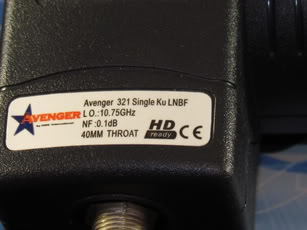 Avenger 321 Single Ku LNBF
L.O.:10.75GHz
NF:0.1dB
40MM THROAT
AVENGER
HD
ready
CE